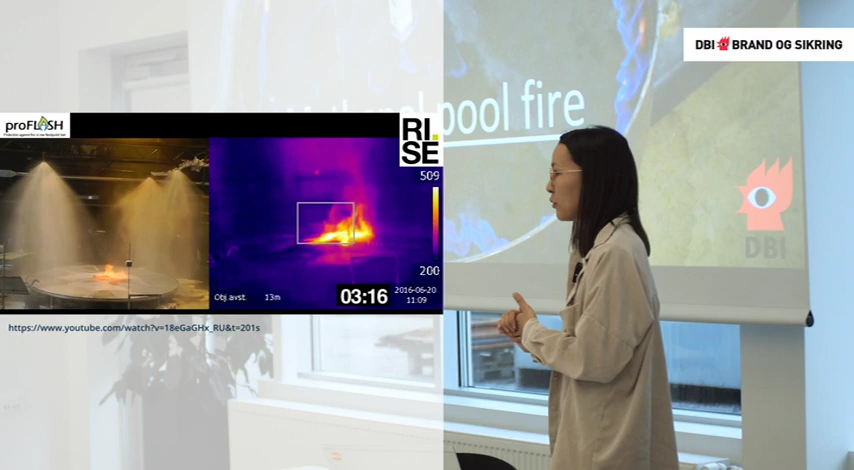 DBI BRAND OG SIKRING
pool fire
proFLASH
RI.
SE
509
200
Obj.avst. 13m
03:16
2016-06-20
11:09
DBI
https://www.youtube.com/watch?v=18eGaGHx_RU&t=201s